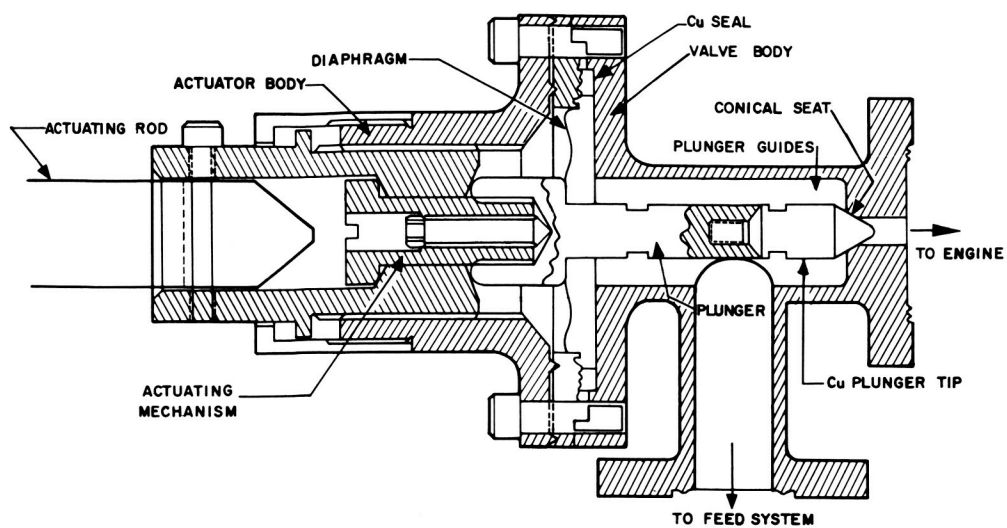 Cu SEAL
VALVE BODY
DIAPHRAGM
ACTUATOR BODY
CONICAL SEAT
ACTUATING ROD
PLUNGER GUIDES
TO ENGINE
PLUNGER
Cu PLUNGER TIP
ACTUATING
MECHANISM
TO FEED SYSTEM